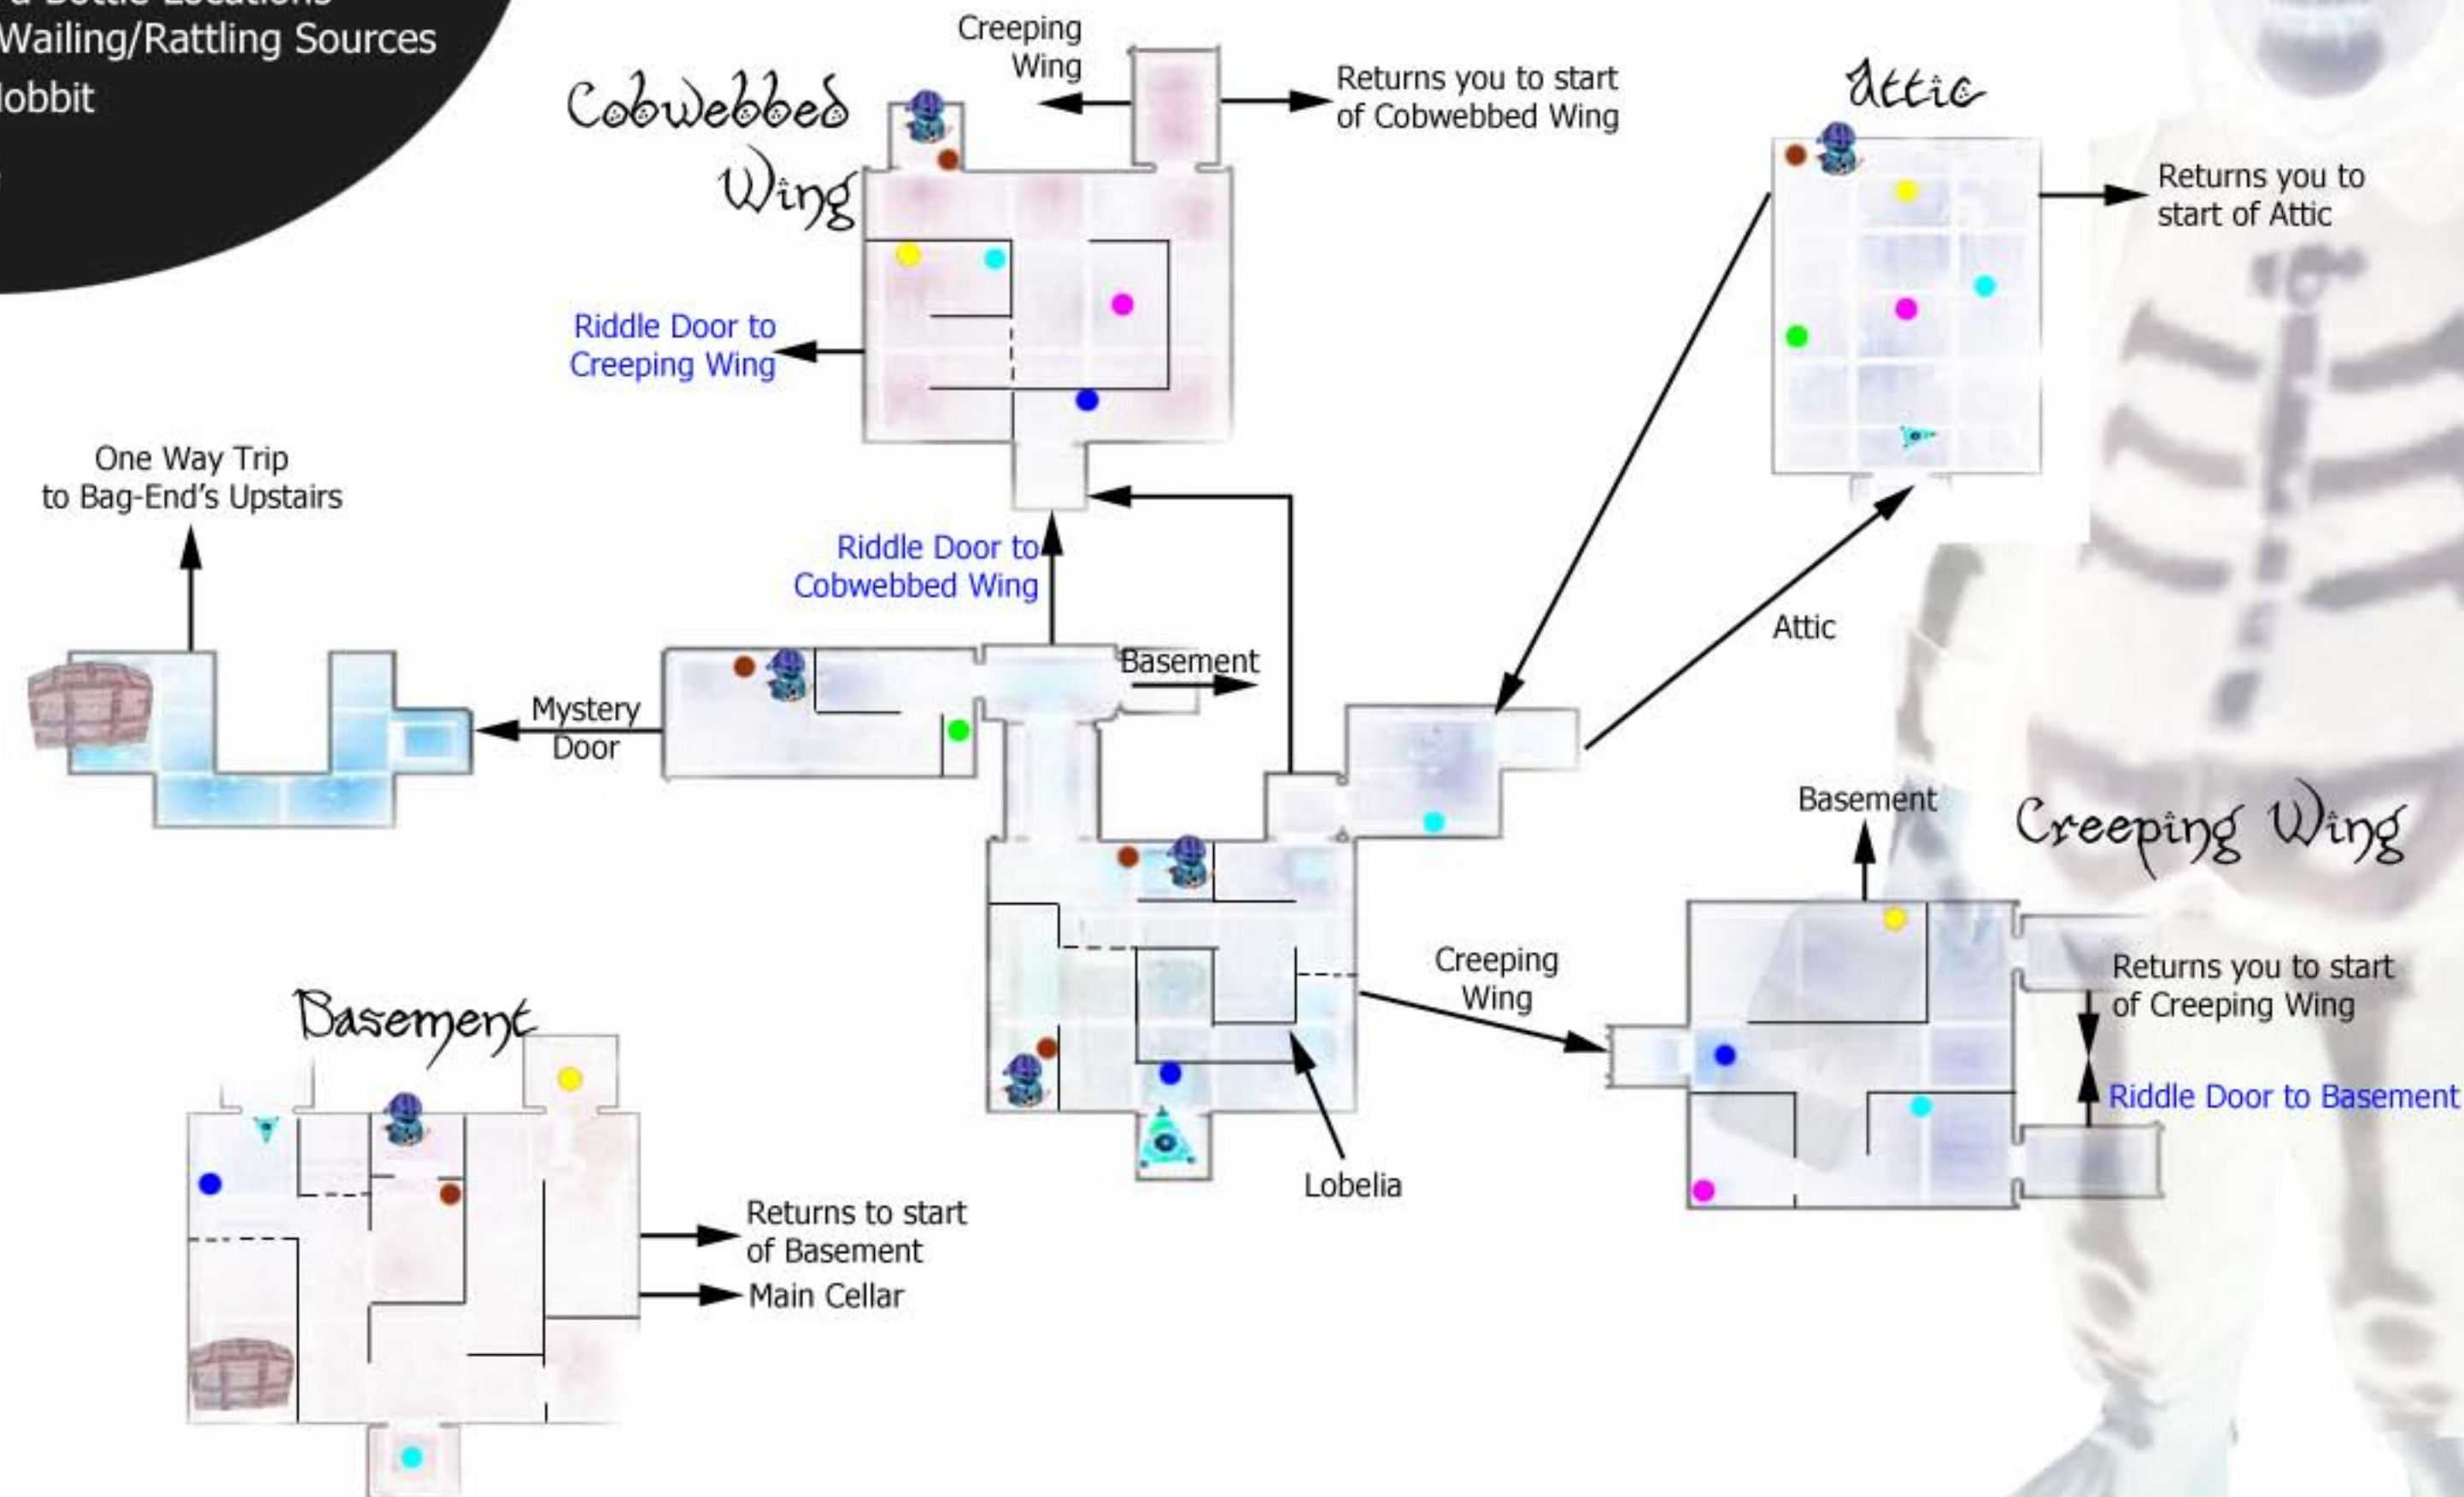 Wailing/Rattling Sources
Creeping
Wing
Returns you to start
of Cobwebbed Wing
Cobwebbed
Wing
Attic
Returns you to
start of Attic
Riddle Door to
Creeping Wing
One Way Trip
to Bag-End's Upstairs
Riddle Door to
Cobwebbed Wing
Attic
Basement
Mystery
Door
Basement
Creeping Wing
Creeping
Wing
Returns you to start
of Creeping Wing
Basement
Riddle Door to Basement
Lobelia
Returns to start
of Basement
Main Cellar